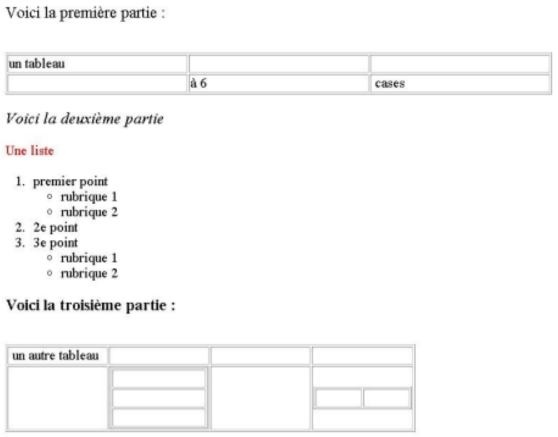 Voici la première partie :
un tableau
à 6 cases
Voici la deuxième partie
Une liste
1. premier point
○ rubrique 1
○ rubrique 2
2. 2e point
3. 3e point
○ rubrique 1
○ rubrique 2
Voici la troisième partie :
un autre tableau